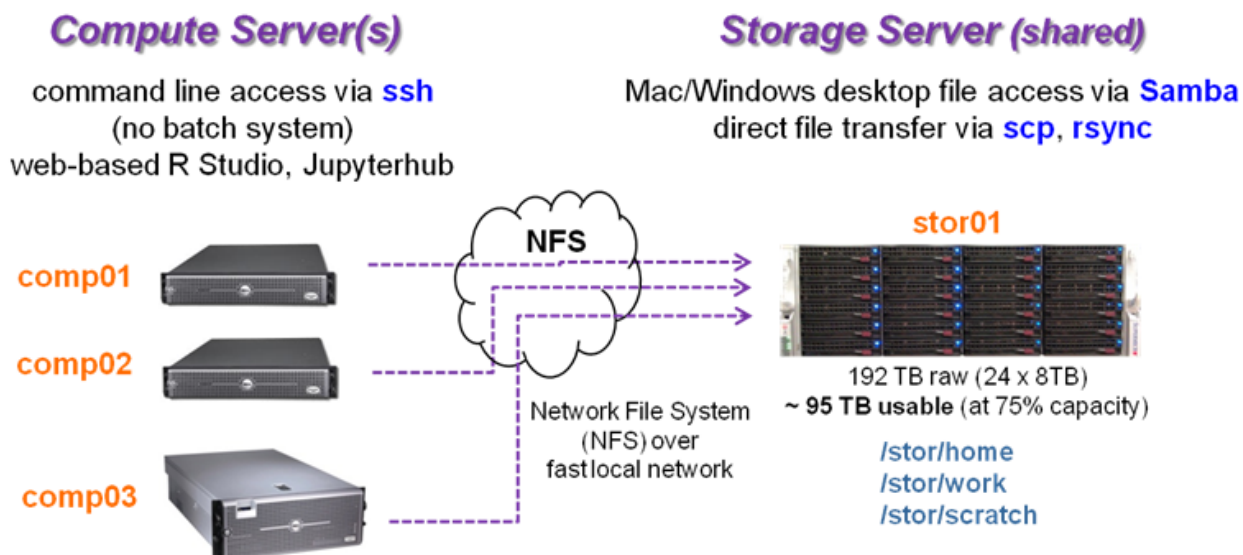 Compute Server(s)
command line access via ssh
(no batch system)
web-based R Studio, Jupyterhub
Storage Server (shared)
Mac/Windows desktop file access via Samba
direct file transfer via scp, rsync
NFS
stor01
comp01
comp02
comp03
Network File System
(NFS) over
fast local network
192 TB raw (24 x 8TB)
~ 95 TB usable (at 75% capacity)
/stor/home
/stor/work
/stor/scratch